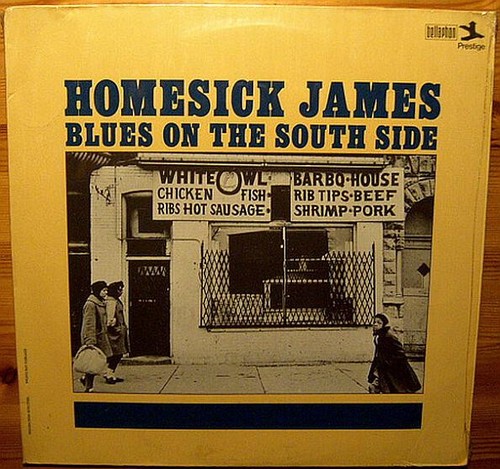 bellaphon
Prestige
HOMESICK JAMES
BLUES ON THE SOUTH SIDE
WHITE OWL BARBQ-HOUSE
CHICKEN FISH RIB TIPS-BEEF
RIBS HOT SAUSAGE SHRIMP-PORK